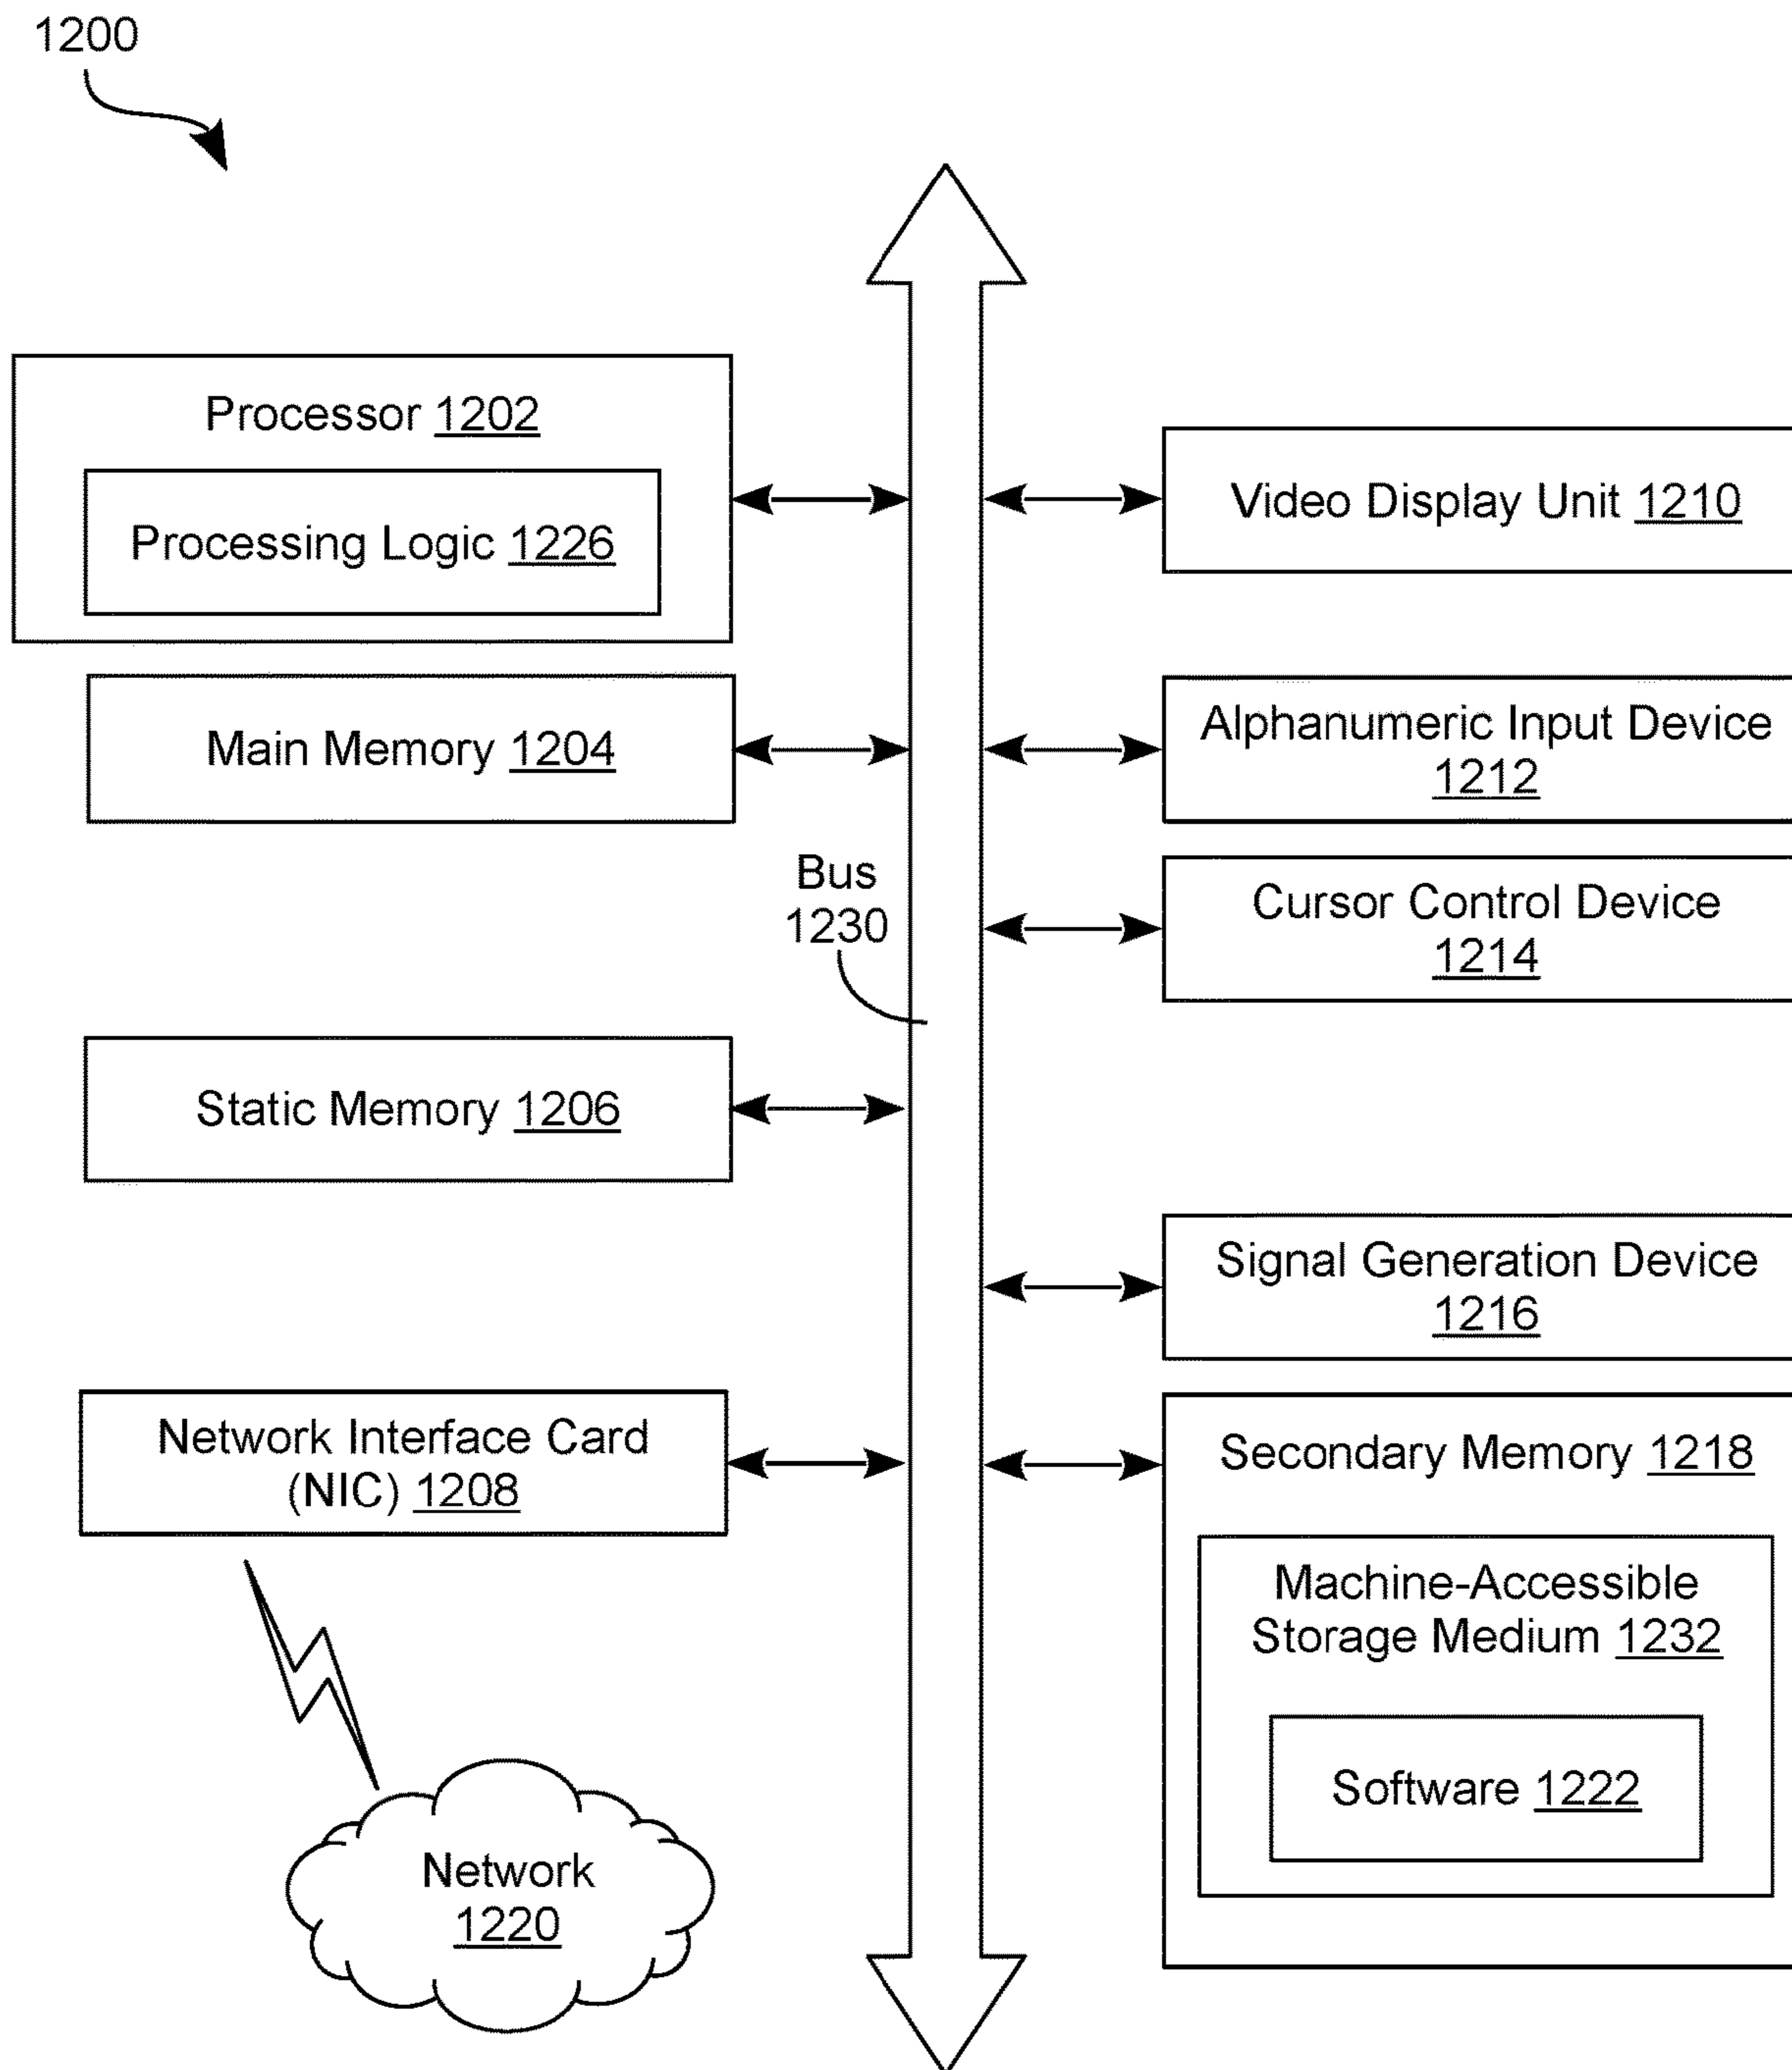 1200
Processor 1202
Processing Logic 1226
Main Memory 1204
Bus
1230
Static Memory 1206
Network Interface Card
(NIC) 1208
Network
1220
Video Display Unit 1210
Alphanumeric Input Device
1212
Cursor Control Device
1214
Signal Generation Device
1216
Secondary Memory 1218
Machine-Accessible
Storage Medium 1232
Software 1222